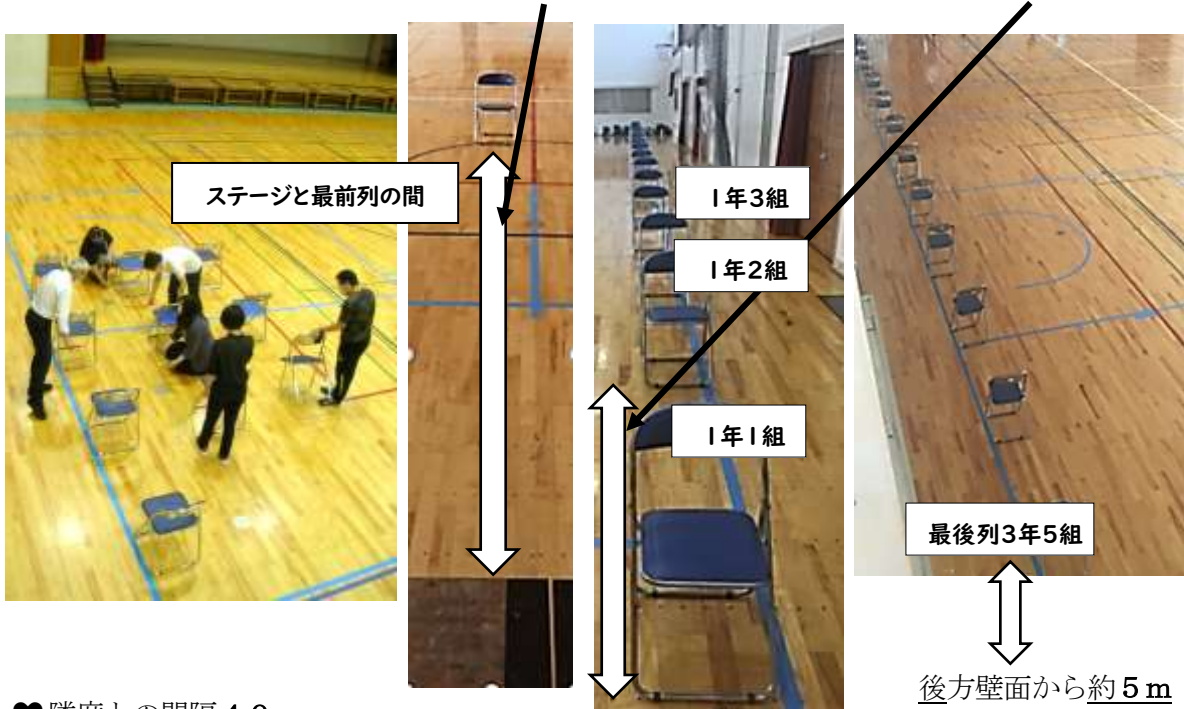 ステージと最前列の間
1年3組
1年2組
1年1組
最後列3年5組
後方壁面から約5m